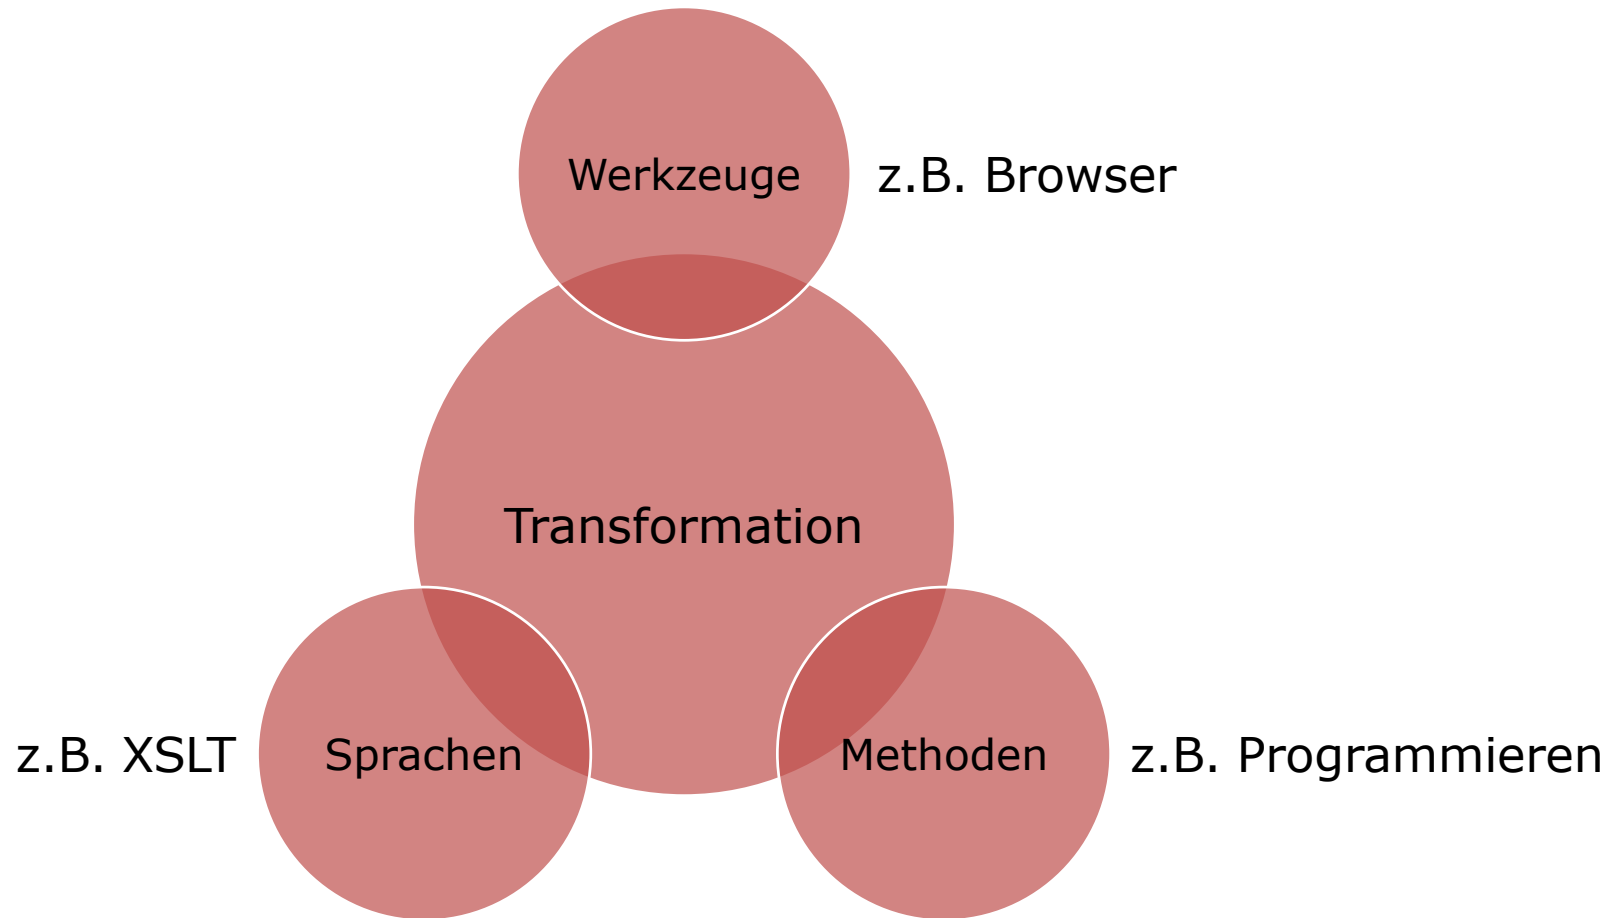 Werkzeuge z.B. Browser
Transformation
z.B. XSLT Sprachen Methoden z.B. Programmieren